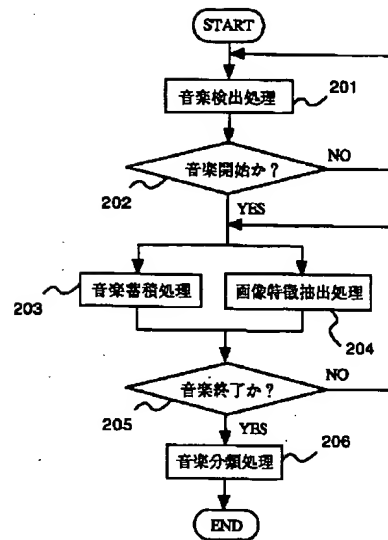 START
音楽検出処理
201
音楽開始か?
NO
202
YES
音楽蓄積処理
画像特徴抽出処理
203
204
音楽終了か?
NO
205
YES
206
音楽分類処理
END